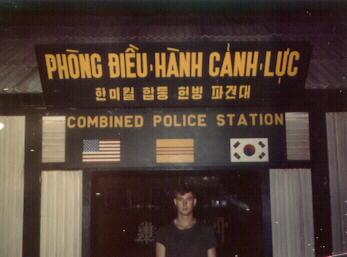 PHÒNG ĐIỀU·HÀNH CẢNH·LỰC
한미월 합동 헌병 파견대
COMBINED POLICE STATION